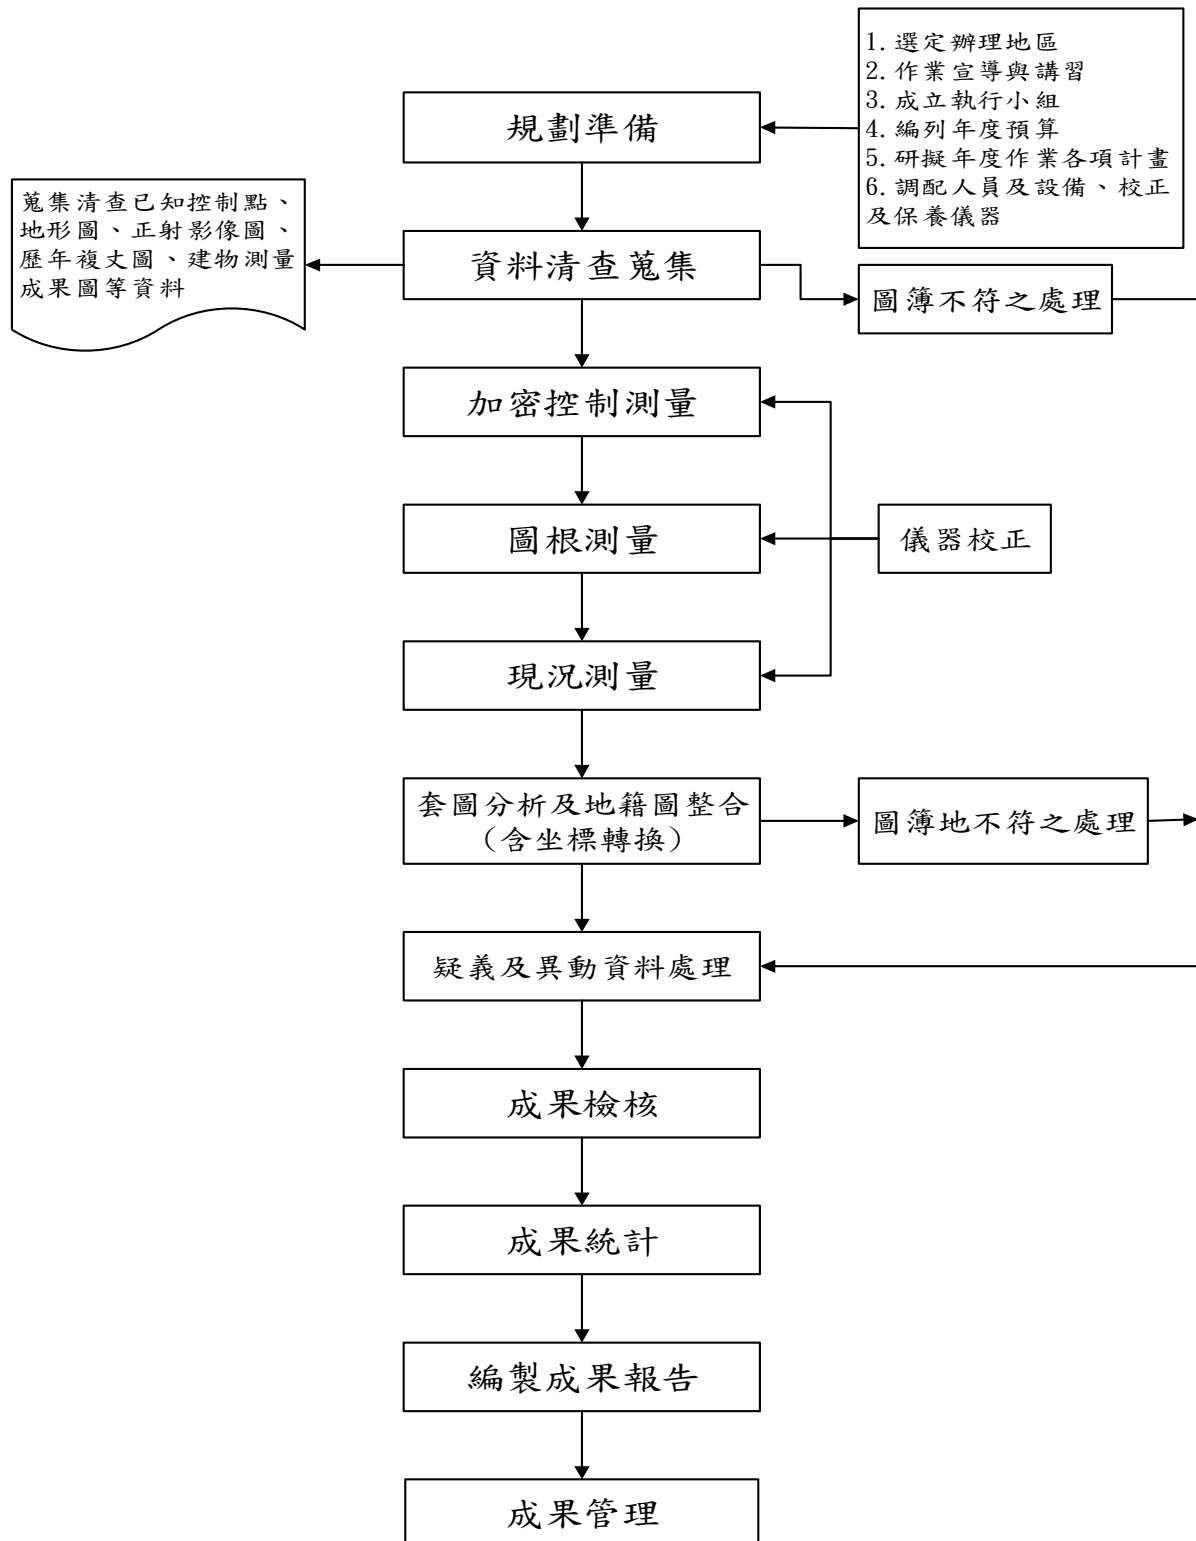 1. 選定辦理地區
2. 作業宣導與講習
3. 成立執行小組
4. 編列年度預算
5. 研擬年度作業各項計畫
6. 調配人員及設備、校正
及保養儀器
規劃準備
蒐集清查已知控制點、
地形圖、正射影像圖、
歷年複丈圖、建物測量
成果圖等資料
資料清查蒐集
圖簿不符之處理
加密控制測量
圖根測量
儀器校正
現況測量
套圖分析及地籍圖整合
（含坐標轉換）
圖簿地不符之處理
疑義及異動資料處理
成果檢核
成果統計
編製成果報告
成果管理